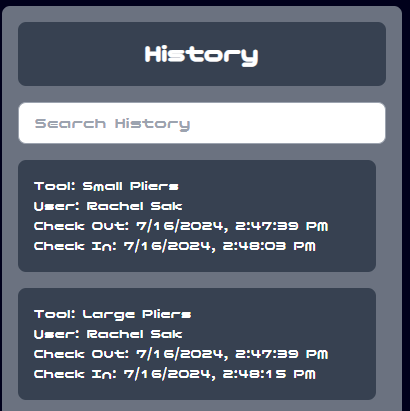 History
Search History
Tool: Small Pliers
User: Rachel Sak
Check Out: 7/16/2024, 2:47:39 PM
Check In: 7/16/2024, 2:48:03 PM
Tool: Large Pliers
User: Rachel Sak
Check Out: 7/16/2024, 2:47:39 PM
Check In: 7/16/2024, 2:48:15 PM